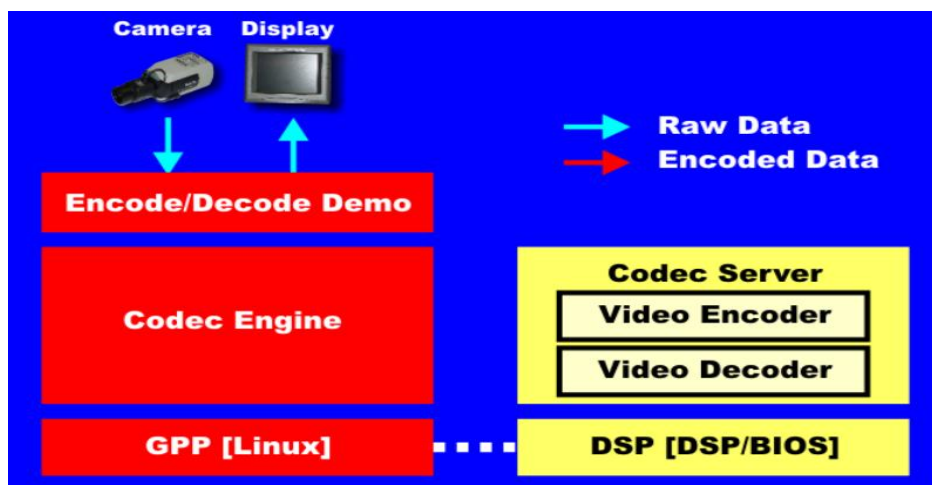 Camera Display
Raw Data
Encoded Data
Encode/Decode Demo
Codec Engine
Codec Server
Video Encoder
Video Decoder
GPP [Linux]
DSP [DSP/BIOS]